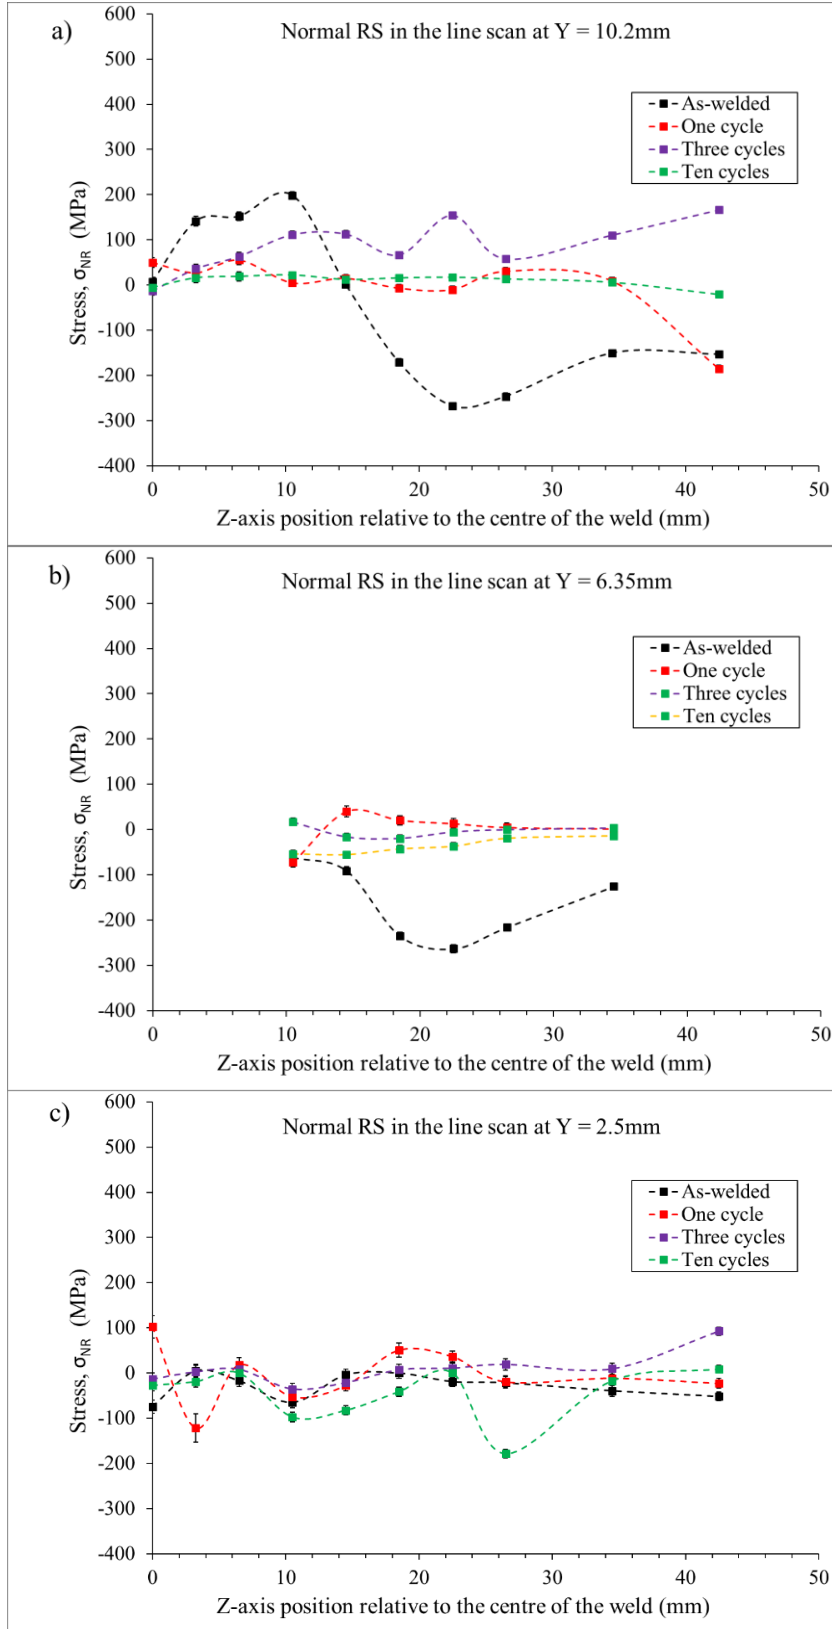 a)
Normal RS in the line scan at Y = 10.2mm
As-welded
One cycle
Three cycles
Ten cycles
600
500
400
300
200
100
0
-100
-200
-300
-400
Stress, σNR (MPa)
0 10 20 30 40 50
Z-axis position relative to the centre of the weld (mm)
b)
Normal RS in the line scan at Y = 6.35mm
As-welded
One cycle
Three cycles
Ten cycles
600
500
400
300
200
100
0
-100
-200
-300
-400
Stress, σNR (MPa)
0 10 20 30 40 50
Z-axis position relative to the centre of the weld (mm)
c)
Normal RS in the line scan at Y = 2.5mm
As-welded
One cycle
Three cycles
Ten cycles
600
500
400
300
200
100
0
-100
-200
-300
-400
Stress, σNR (MPa)
0 10 20 30 40 50
Z-axis position relative to the centre of the weld (mm)